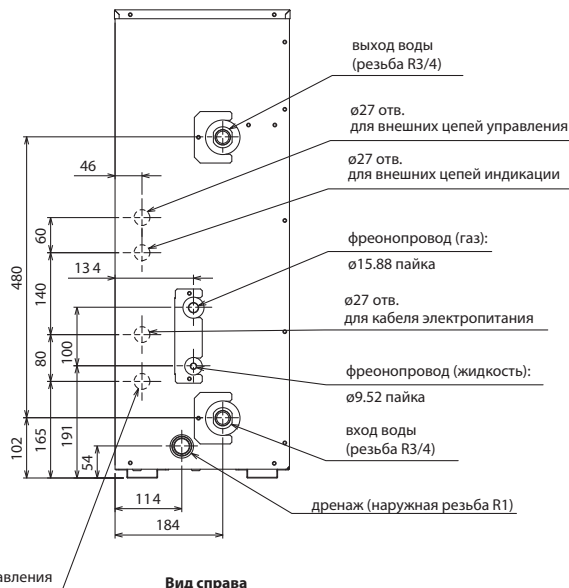 выход воды
(резьба R3/4)
ø27 отв.
для внешних цепей управления
46
ø27 отв.
для внешних цепей индикации
60
480
фреонопровод (газ):
134
ø15.88 пайка
140
ø27 отв.
для кабеля электропитания
100
80
фреонопровод (жидкость):
ø9.52 пайка
102
165
191
54
вход воды
(резьба R3/4)
114
дренаж (наружная резьба R1)
184
Вид справа